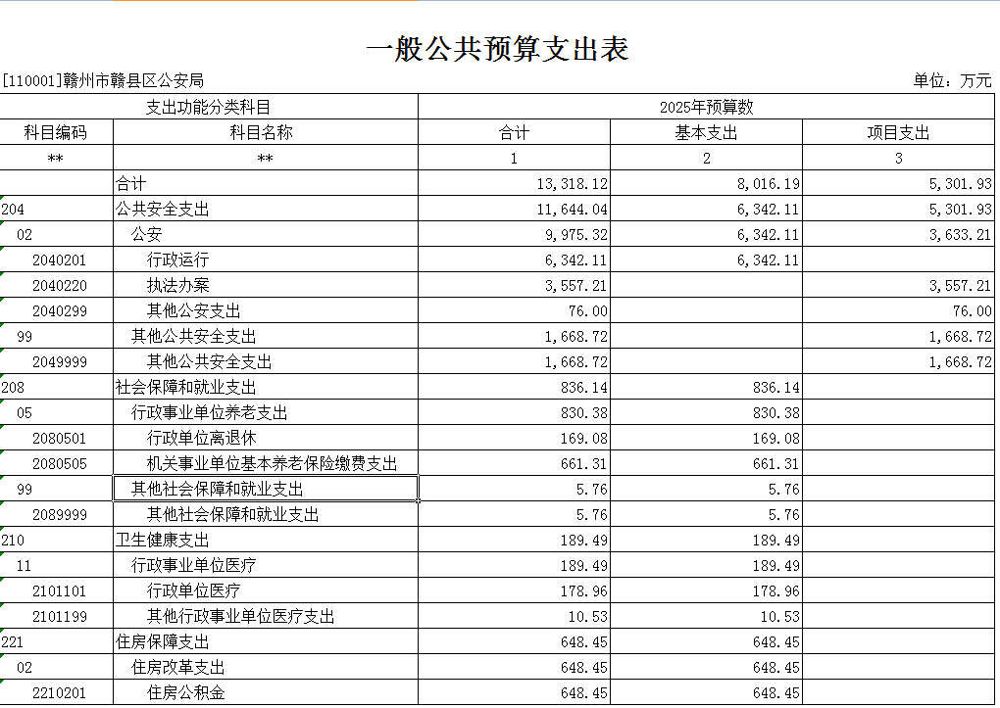 一般公共预算支出表
[110001]赣州市赣县区公安局 单位：万元
支出功能分类科目 2025年预算数
科目编码 科目名称 合计 基本支出 项目支出
** ** 1 2 3
合计 13,318.12 8,016.19 5,301.93
204 公共安全支出 11,644.04 6,342.11 5,301.93
02 公安 9,975.32 6,342.11 3,633.21
2040201 行政运行 6,342.11 6,342.11
2040220 执法办案 3,557.21 3,557.21
2040299 其他公安支出 76.00 76.00
99 其他公共安全支出 1,668.72 1,668.72
2049999 其他公共安全支出 1,668.72 1,668.72
208 社会保障和就业支出 836.14 836.14
05 行政事业单位养老支出 830.38 830.38
2080501 行政单位离退休 169.08 169.08
2080505 机关事业单位基本养老保险缴费支出 661.31 661.31
99 其他社会保障和就业支出 5.76 5.76
2089999 其他社会保障和就业支出 5.76 5.76
210 卫生健康支出 189.49 189.49
11 行政事业单位医疗 189.49 189.49
2101101 行政单位医疗 178.96 178.96
2101199 其他行政事业单位医疗支出 10.53 10.53
221 住房保障支出 648.45 648.45
02 住房改革支出 648.45 648.45
2210201 住房公积金 648.45 648.45